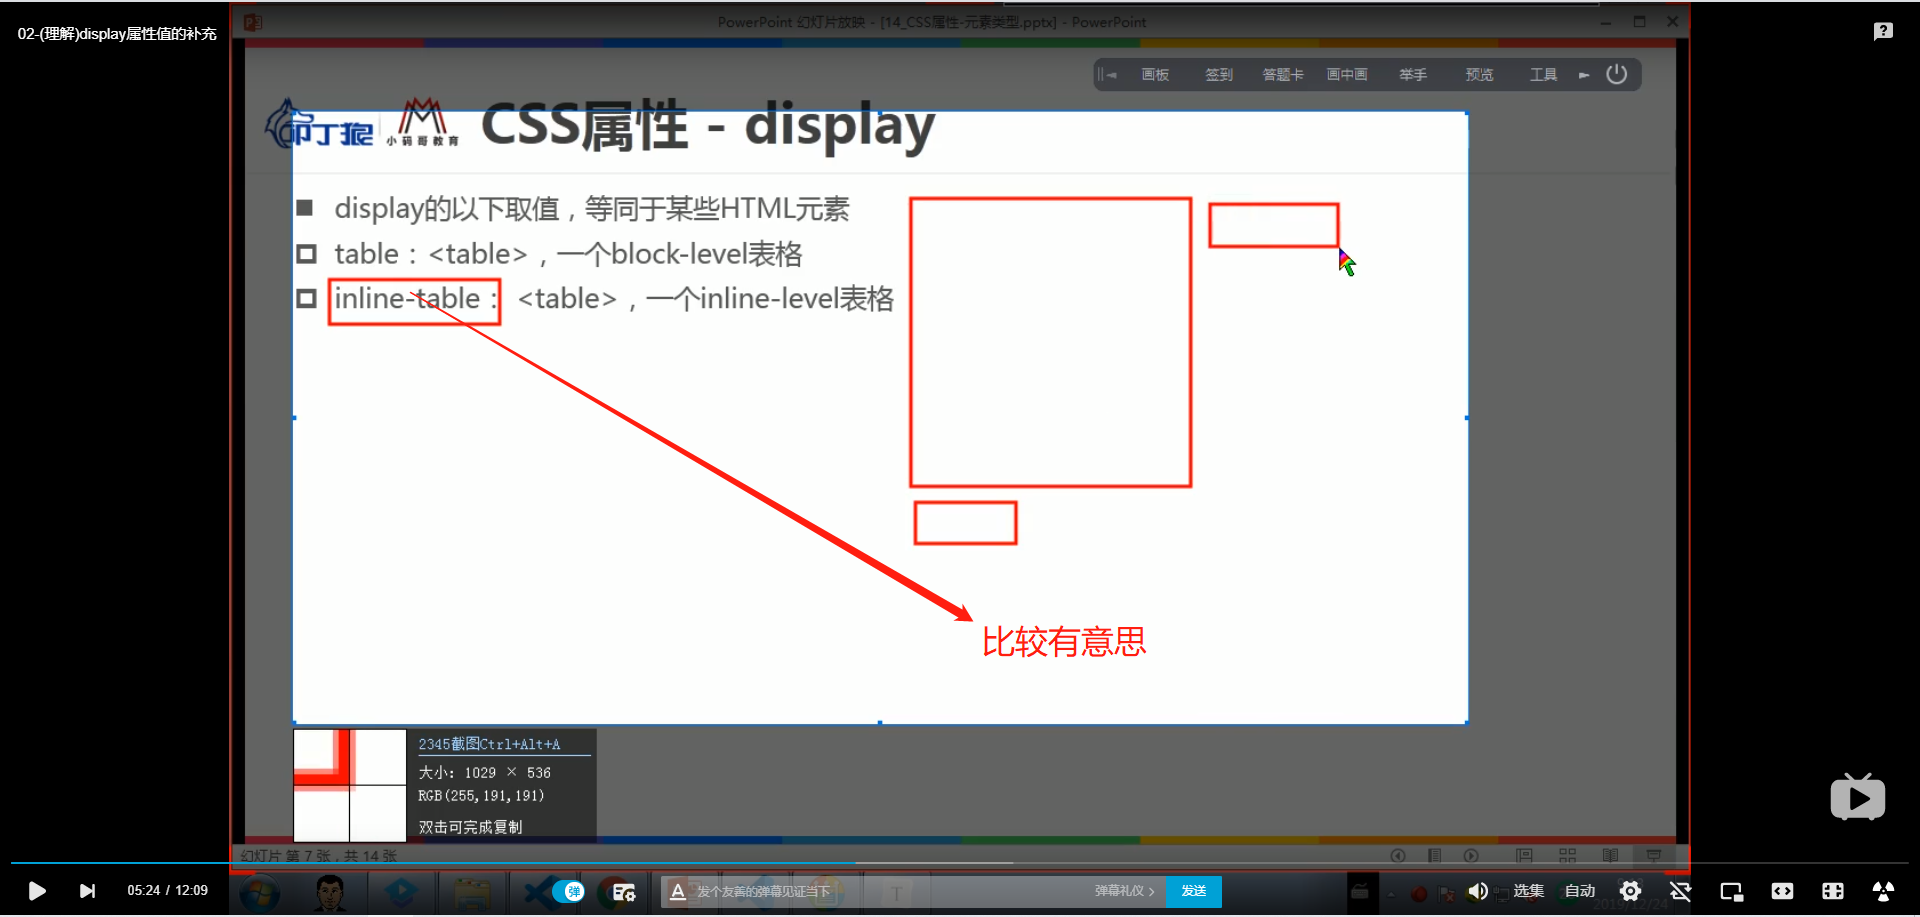 02-(理解)display属性值的补充
PowerPoint 幻灯片放映 - [14_CSS属性-元素类型.pptx] - PowerPoint
画板 签到 答题卡 画中画 举手 预览 工具
叩丁狼
小码哥教育
CSS属性 - display
display的以下取值，等同于某些HTML元素
table：<table>，一个block-level表格
inline-table：<table>，一个inline-level表格
比较有意思
2345截图Ctrl+Alt+A
大小: 1029 × 536
RGB(255,191,191)
双击可完成复制
幻灯片 第 7 张，共 14 张
05:24 / 12:09
弹
发个友善的弹幕见证当下
弹幕礼仪 >
发送
选集
自动
2019/12/24